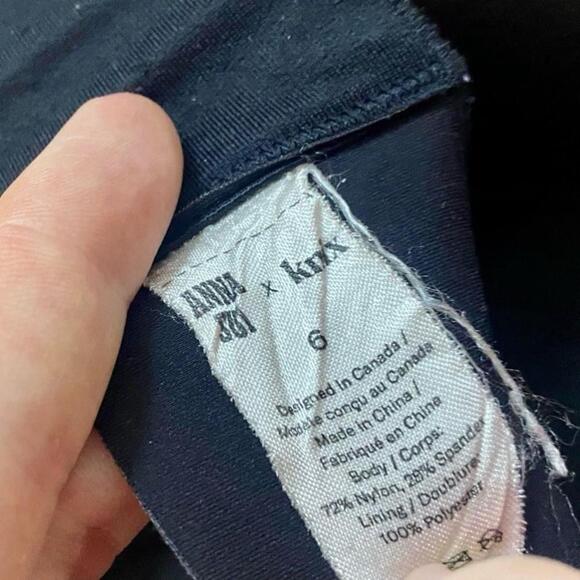 ANNA
SUI x knix
6
Designed in Canada /
conçu au Canada
Made in China /
Fabriqué en Chine
Body / Corps:
72% Nylon, 28% Spandex
Lining / Doublure
100% Polyester